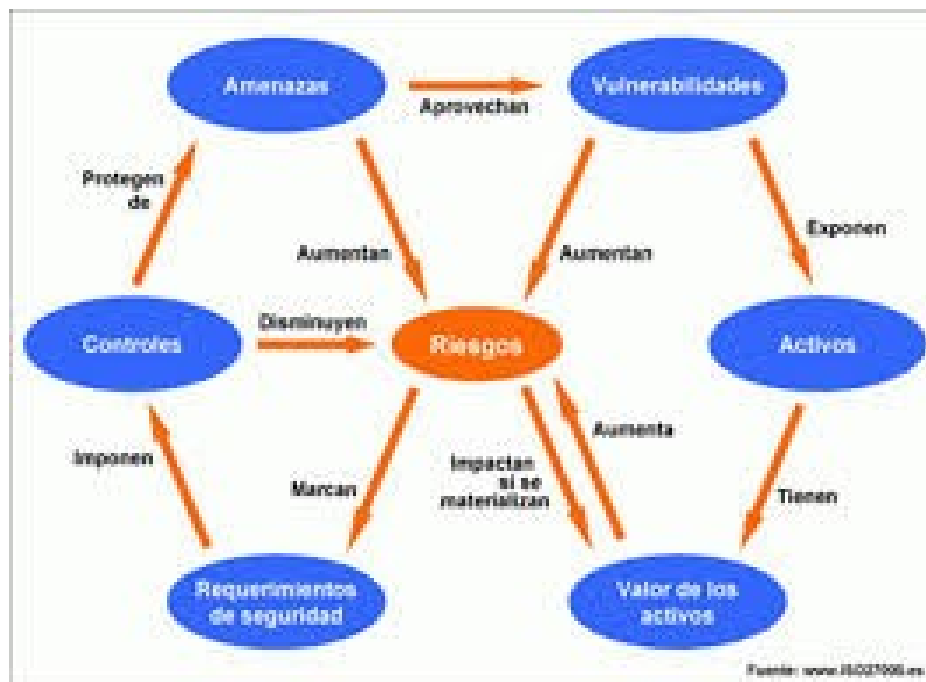 Amenazas
Aprovechan
Vulnerabilidades
Protegen
de
Aumentan
Aumentan
Exponen
Controles
Disminuyen
Riesgos
Activos
Imponen
Marcan
Impactan
si se
materializan
Aumenta
Tienen
Requerimientos
de seguridad
Valor de los
activos
Fuente: